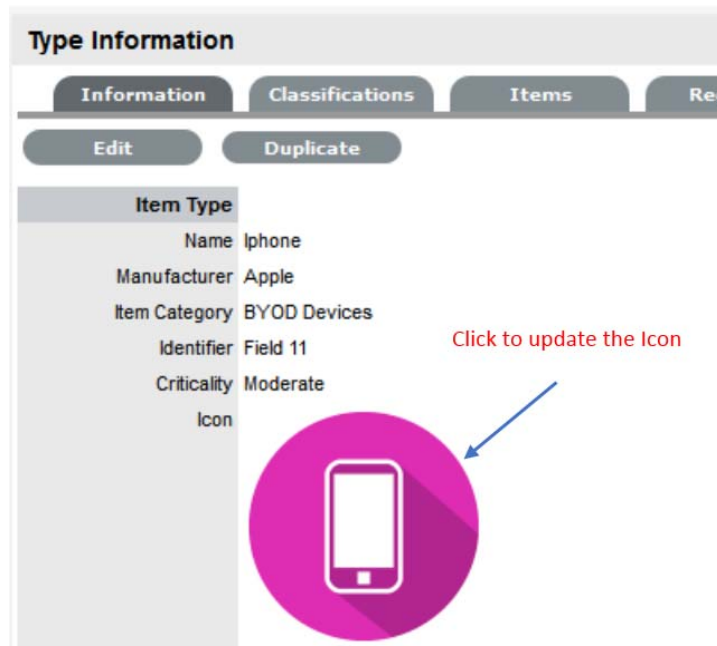 Type Information
Information Classifications Items
Edit Duplicate
Item Type
Name Iphone
Manufacturer Apple
Item Category BYOD Devices
Identifier Field 11
Click to update the Icon
Criticality Moderate
Icon